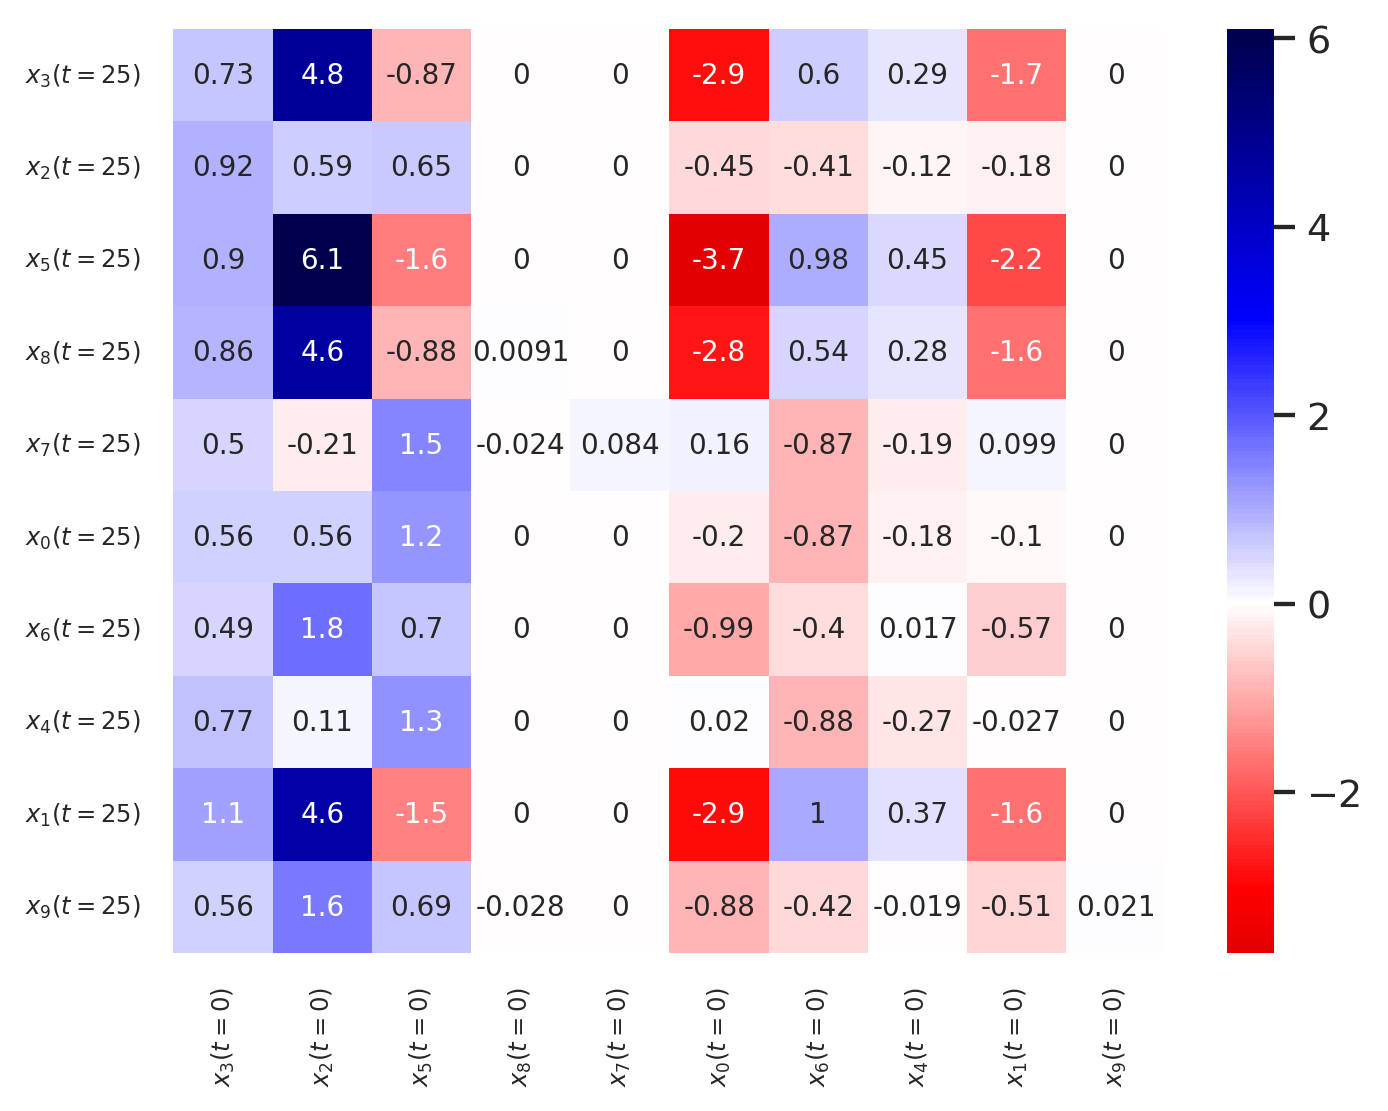 x₃(t = 25) 0.73 4.8 -0.87 0 0 -2.9 0.6 0.29 -1.7 0
x₂(t = 25) 0.92 0.59 0.65 0 0 -0.45 -0.41 -0.12 -0.18 0
x₅(t = 25) 0.9 6.1 -1.6 0 0 -3.7 0.98 0.45 -2.2 0
x₈(t = 25) 0.86 4.6 -0.88 0.0091 0 -2.8 0.54 0.28 -1.6 0
x₇(t = 25) 0.5 -0.21 1.5 -0.024 0.084 0.16 -0.87 -0.19 0.099 0
x₀(t = 25) 0.56 0.56 1.2 0 0 -0.2 -0.87 -0.18 -0.1 0
x₆(t = 25) 0.49 1.8 0.7 0 0 -0.99 -0.4 0.017 -0.57 0
x₄(t = 25) 0.77 0.11 1.3 0 0 0.02 -0.88 -0.27 -0.027 0
x₁(t = 25) 1.1 4.6 -1.5 0 0 -2.9 1 0.37 -1.6 0
x₉(t = 25) 0.56 1.6 0.69 -0.028 0 -0.88 -0.42 -0.019 -0.51 0.021
x₃(t = 0)
x₂(t = 0)
x₅(t = 0)
x₈(t = 0)
x₇(t = 0)
x₀(t = 0)
x₆(t = 0)
x₄(t = 0)
x₁(t = 0)
x₉(t = 0)
6
4
2
0
−2